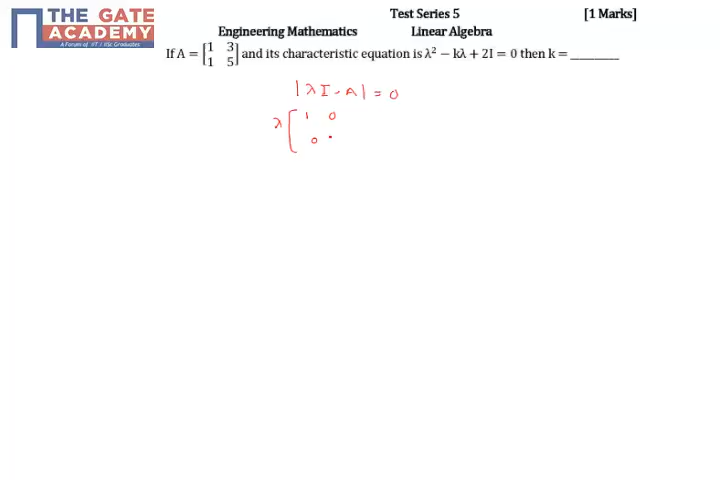 THE GATE
ACADEMY
A Forum of IIT / IISc Graduates
Test Series 5 [1 Marks]
Engineering Mathematics Linear Algebra
If A = [1 3
1 5] and its characteristic equation is λ² − kλ + 2I = 0 then k = ________
|λI - A| = 0
λ [1 0
0